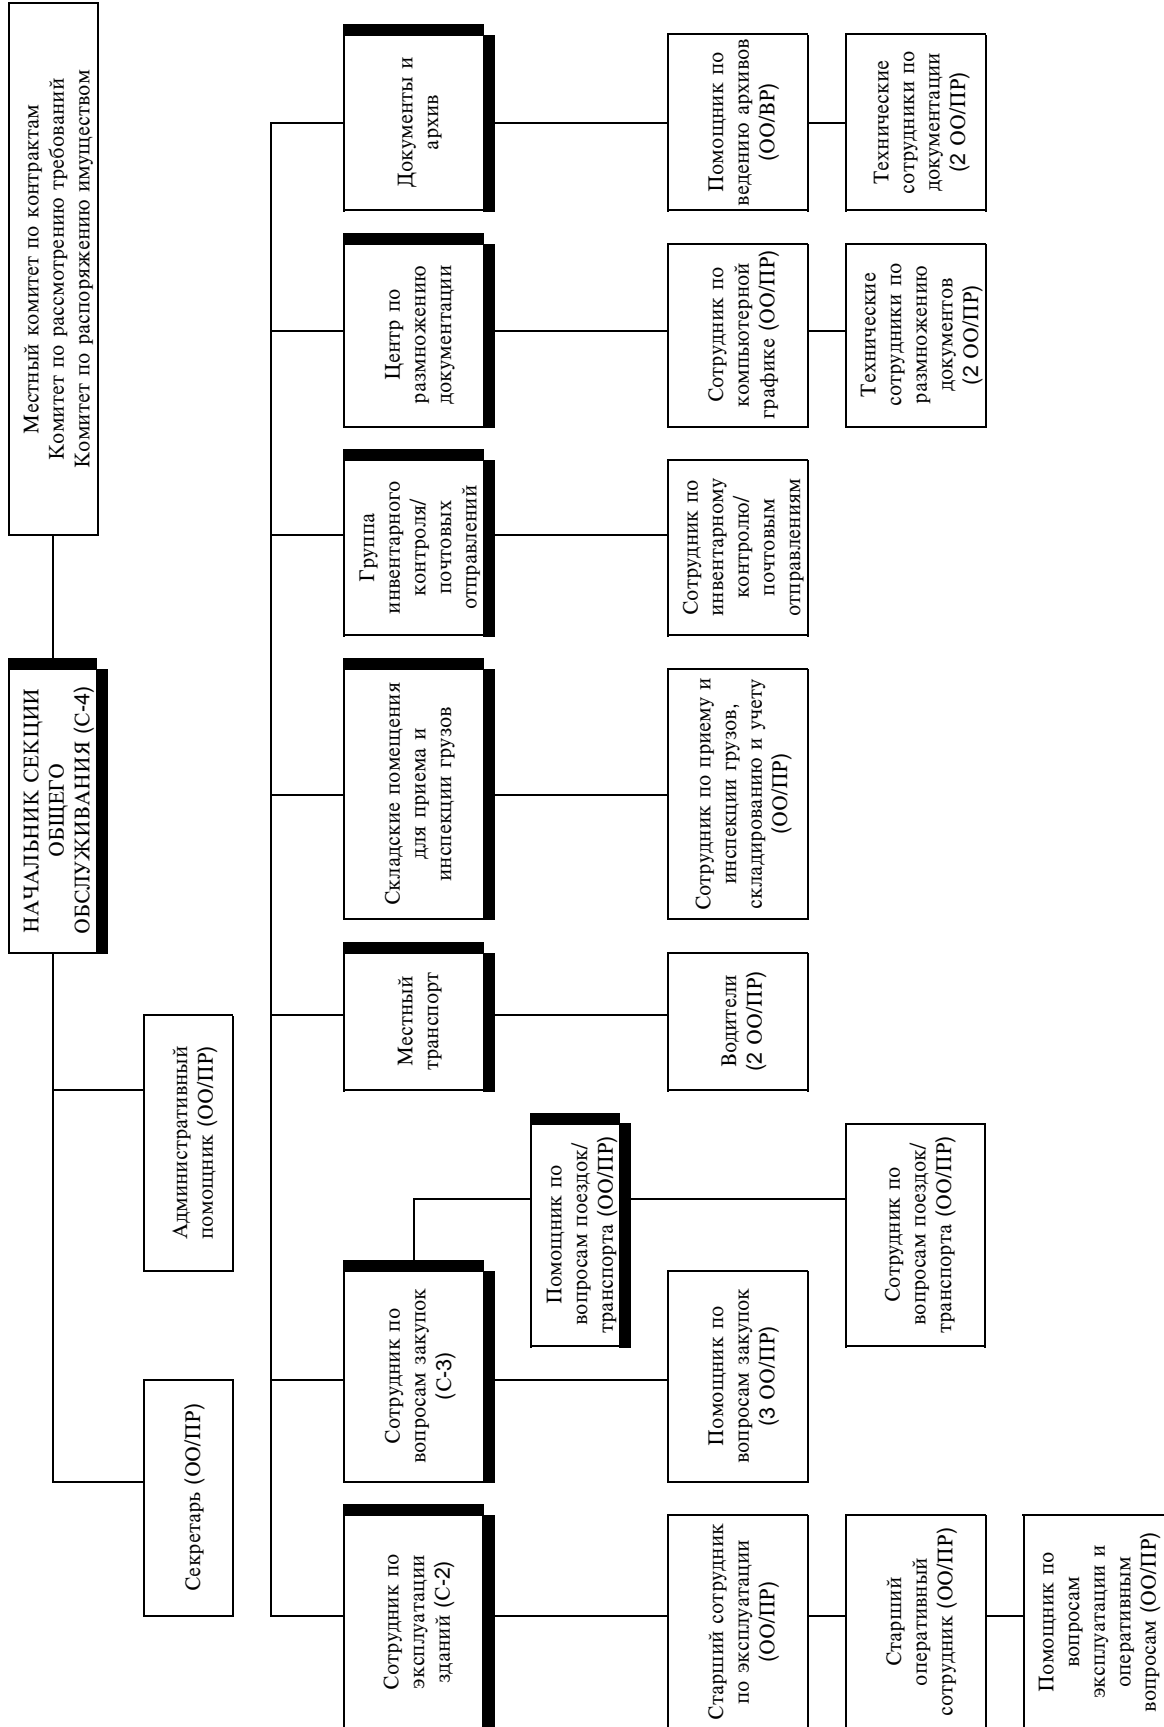 Местный комитет по контрактам
Комитет по рассмотрению требований
Комитет по распоряжению имуществом
НАЧАЛЬНИК СЕКЦИИ
ОБЩЕГО
ОБСЛУЖИВАНИЯ (С-4)
Секретарь (ОО/ПР)
Административный
помощник (ОО/ПР)
Сотрудник по
эксплуатации
зданий (С-2)
Сотрудник по
вопросам закупок
(С-3)
Местный
транспорт
Складские помещения
для приема и
инспекции грузов
Группа
инвентарного
контроля/
почтовых
отправлений
Центр по
размножению
документации
Документы и
архив
Помощник по
вопросам поездок/
транспорта (ОО/ПР)
Старший сотрудник
по эксплуатации
(ОО/ПР)
Помощник по
вопросам закупок
(3 ОО/ПР)
Водители
(2 ОО/ПР)
Сотрудник по приему и
инспекции грузов,
складированию и учету
(ОО/ПР)
Сотрудник по
инвентарному
контролю/
почтовым
отправлениям
Сотрудник по
компьютерной
графике (ОО/ПР)
Помощник по
ведению архивов
(ОО/ВР)
Старший
оперативный
сотрудник (ОО/ПР)
Сотрудник по
вопросам поездок/
транспорта (ОО/ПР)
Технические
сотрудники по
размножению
документов
(2 ОО/ПР)
Технические
сотрудники по
документации
(2 ОО/ПР)
Помощник по
вопросам
эксплуатации и
оперативным
вопросам (ОО/ПР)